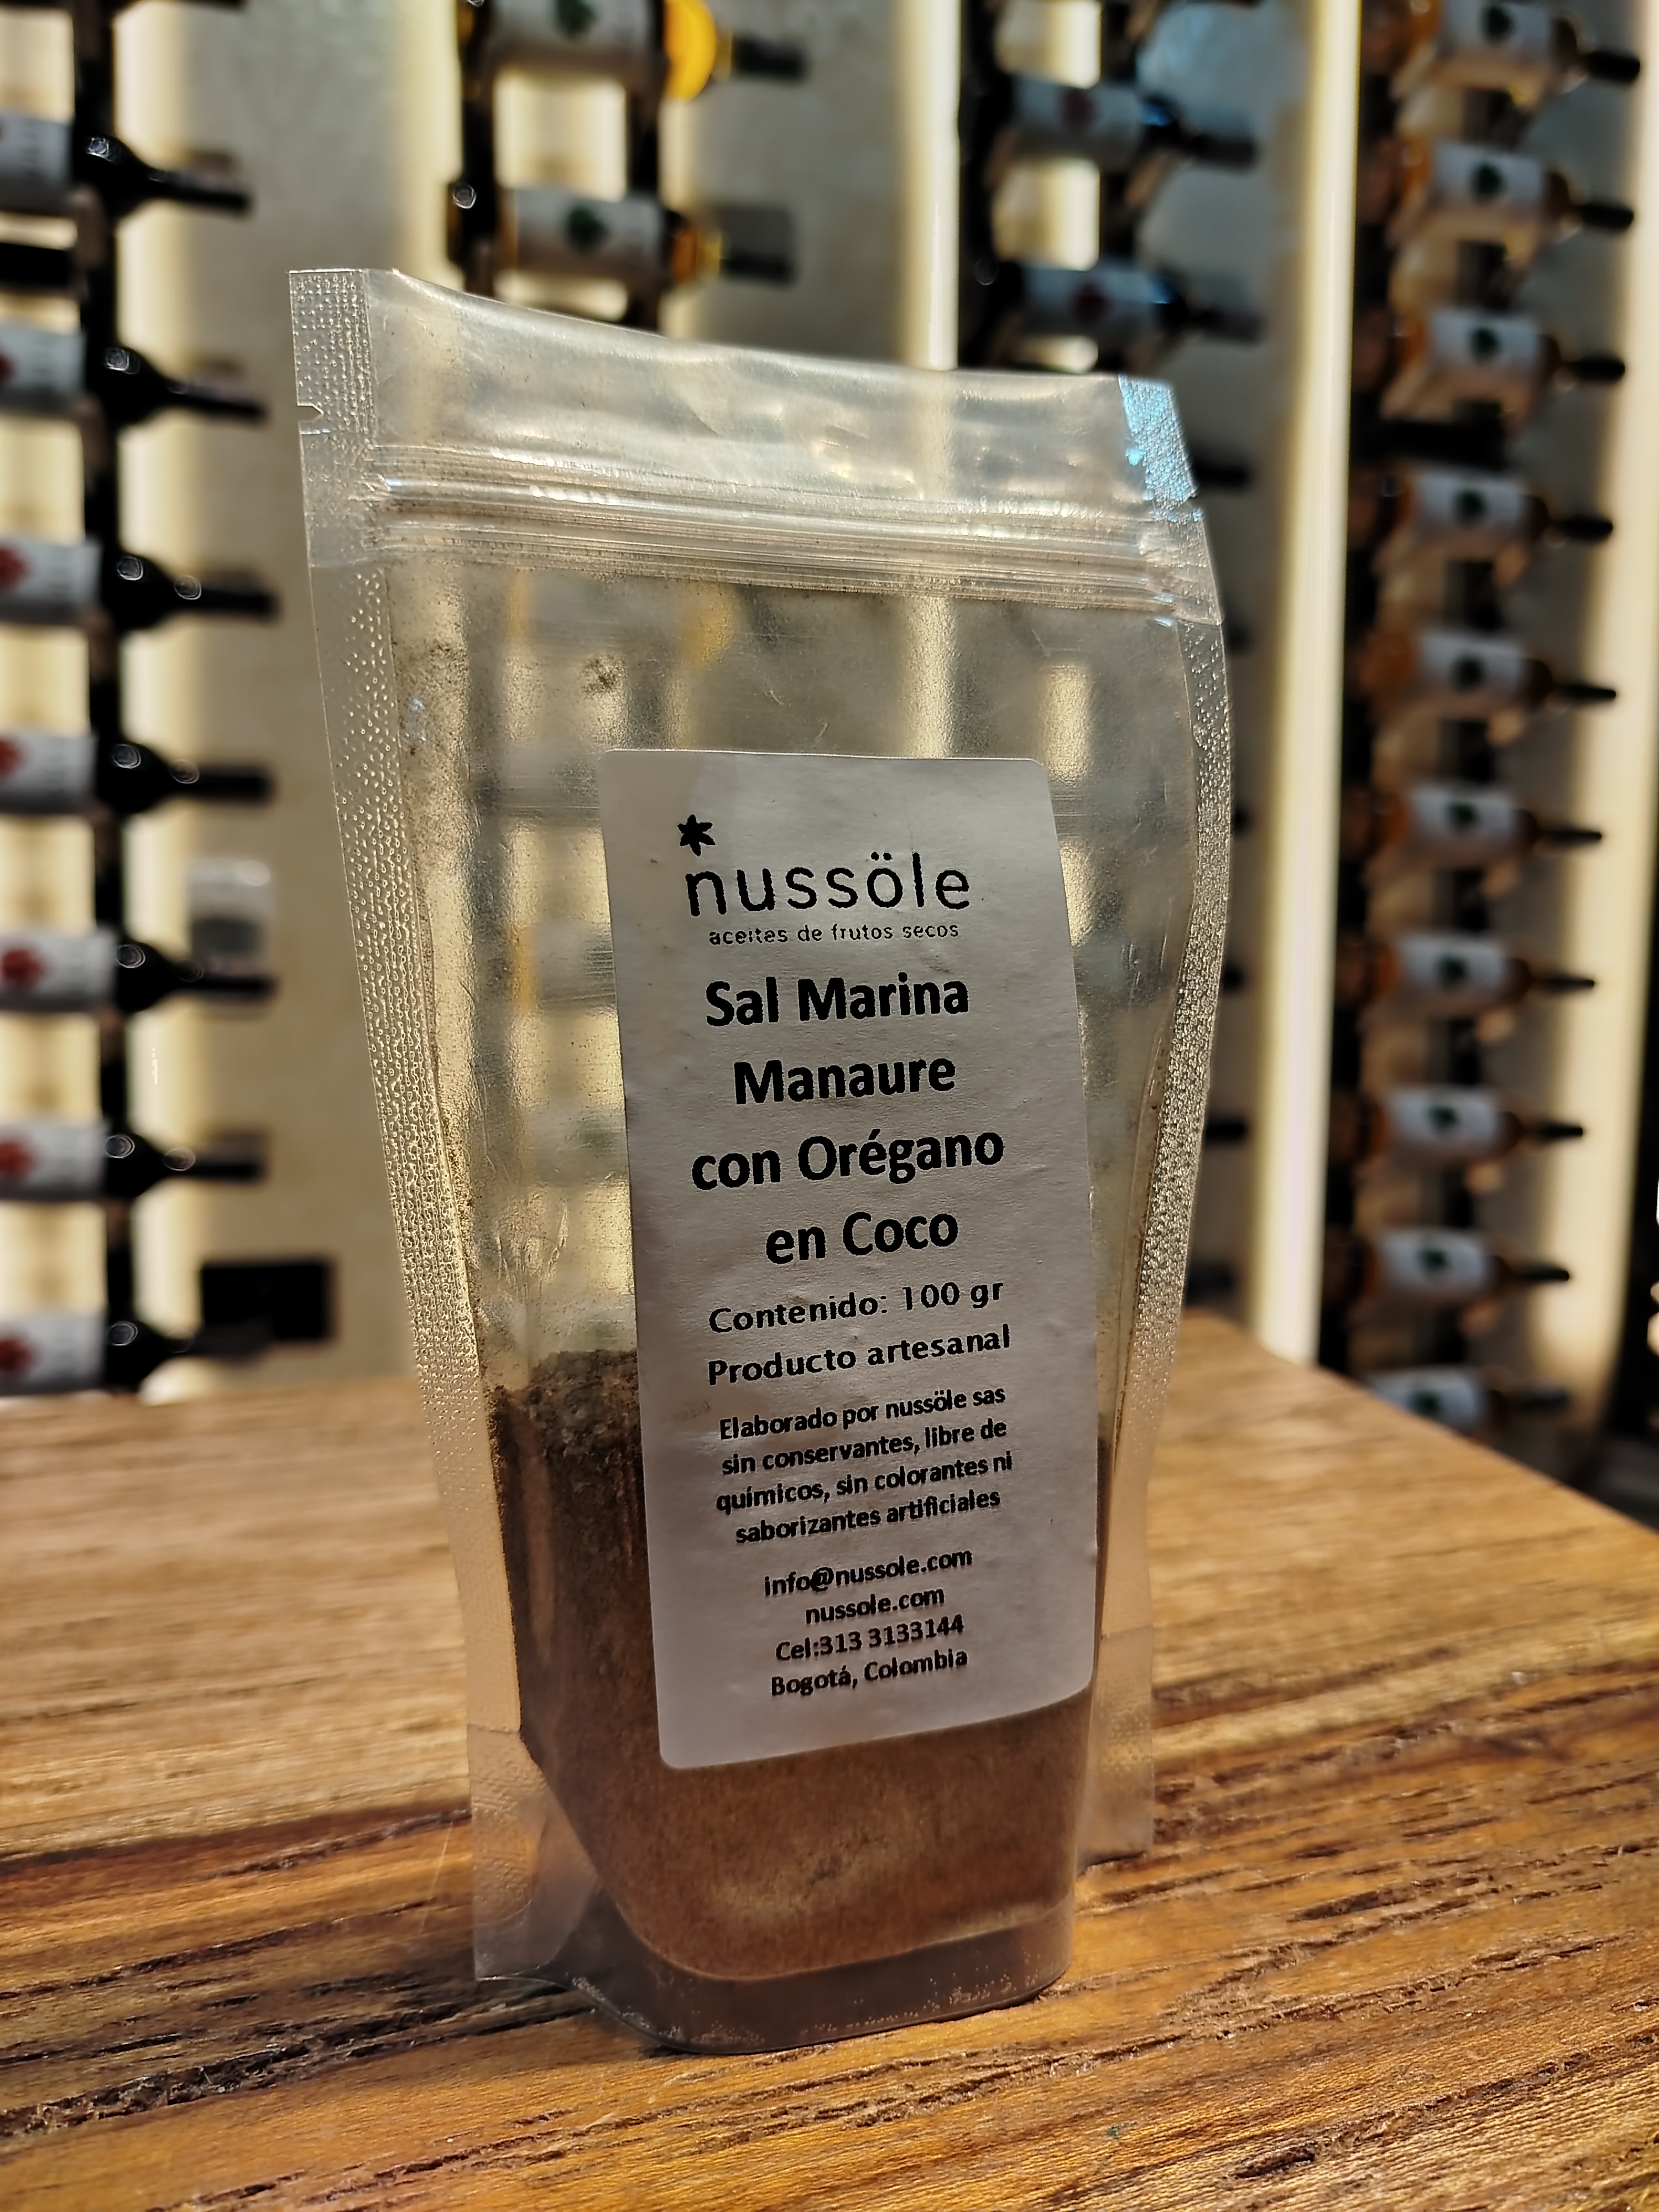 nussöle
aceites de frutos secos
Sal Marina
Manaure
con Orégano
en Coco
Contenido: 100 gr
Producto artesanal
Elaborado por nussöle sas
sin conservantes, libre de
químicos, sin colorantes ni
saborizantes artificiales
info@nussole.com
nussole.com
Cel:313 3133144
Bogotá, Colombia